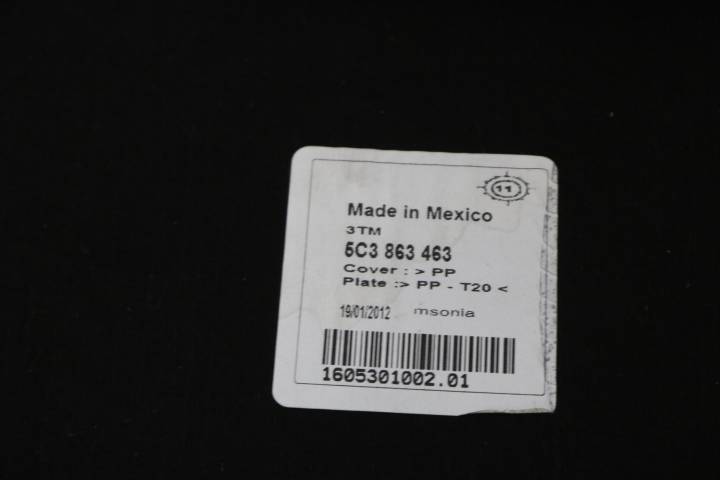 11
Made in Mexico
3TM
5C3 863 463
Cover : > PP
Plate :> PP - T20 <
19/01/2012 msonia
1605301002.01